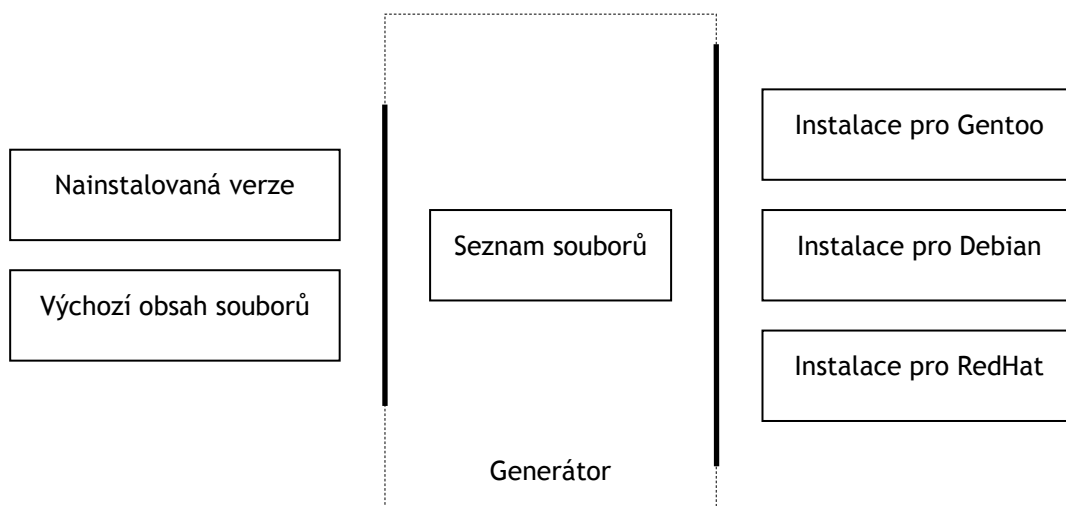 Nainstalovaná verze
Výchozí obsah souborů
Seznam souborů
Generátor
Instalace pro Gentoo
Instalace pro Debian
Instalace pro RedHat